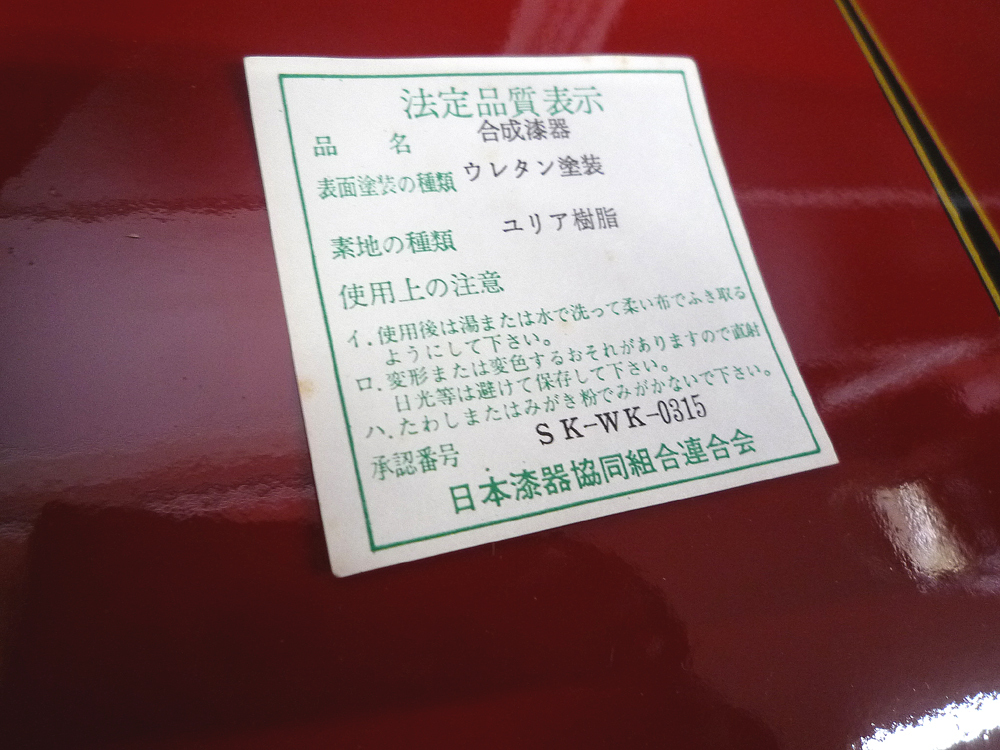 法定品質表示
品名 合成漆器
表面塗装の種類 ウレタン塗装
素地の種類 ユリア樹脂
使用上の注意
イ.使用後は湯または水で洗って柔い布でふき取る
ようにして下さい。
ロ.変形または変色するおそれがありますので直射
日光等は避けて保存して下さい。
ハ.たわしまたはみがき粉でみがかないで下さい。
承認番号 SK-WK-0315
日本漆器協同組合連合会